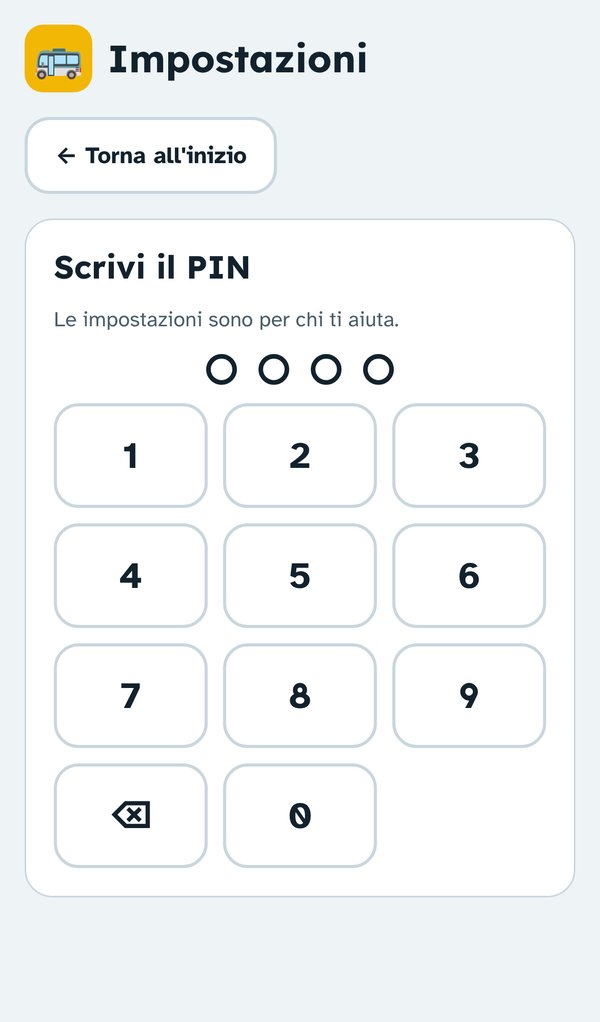 Impostazioni
← Torna all'inizio
Scrivi il PIN
Le impostazioni sono per chi ti aiuta.
1 2 3
4 5 6
7 8 9
0